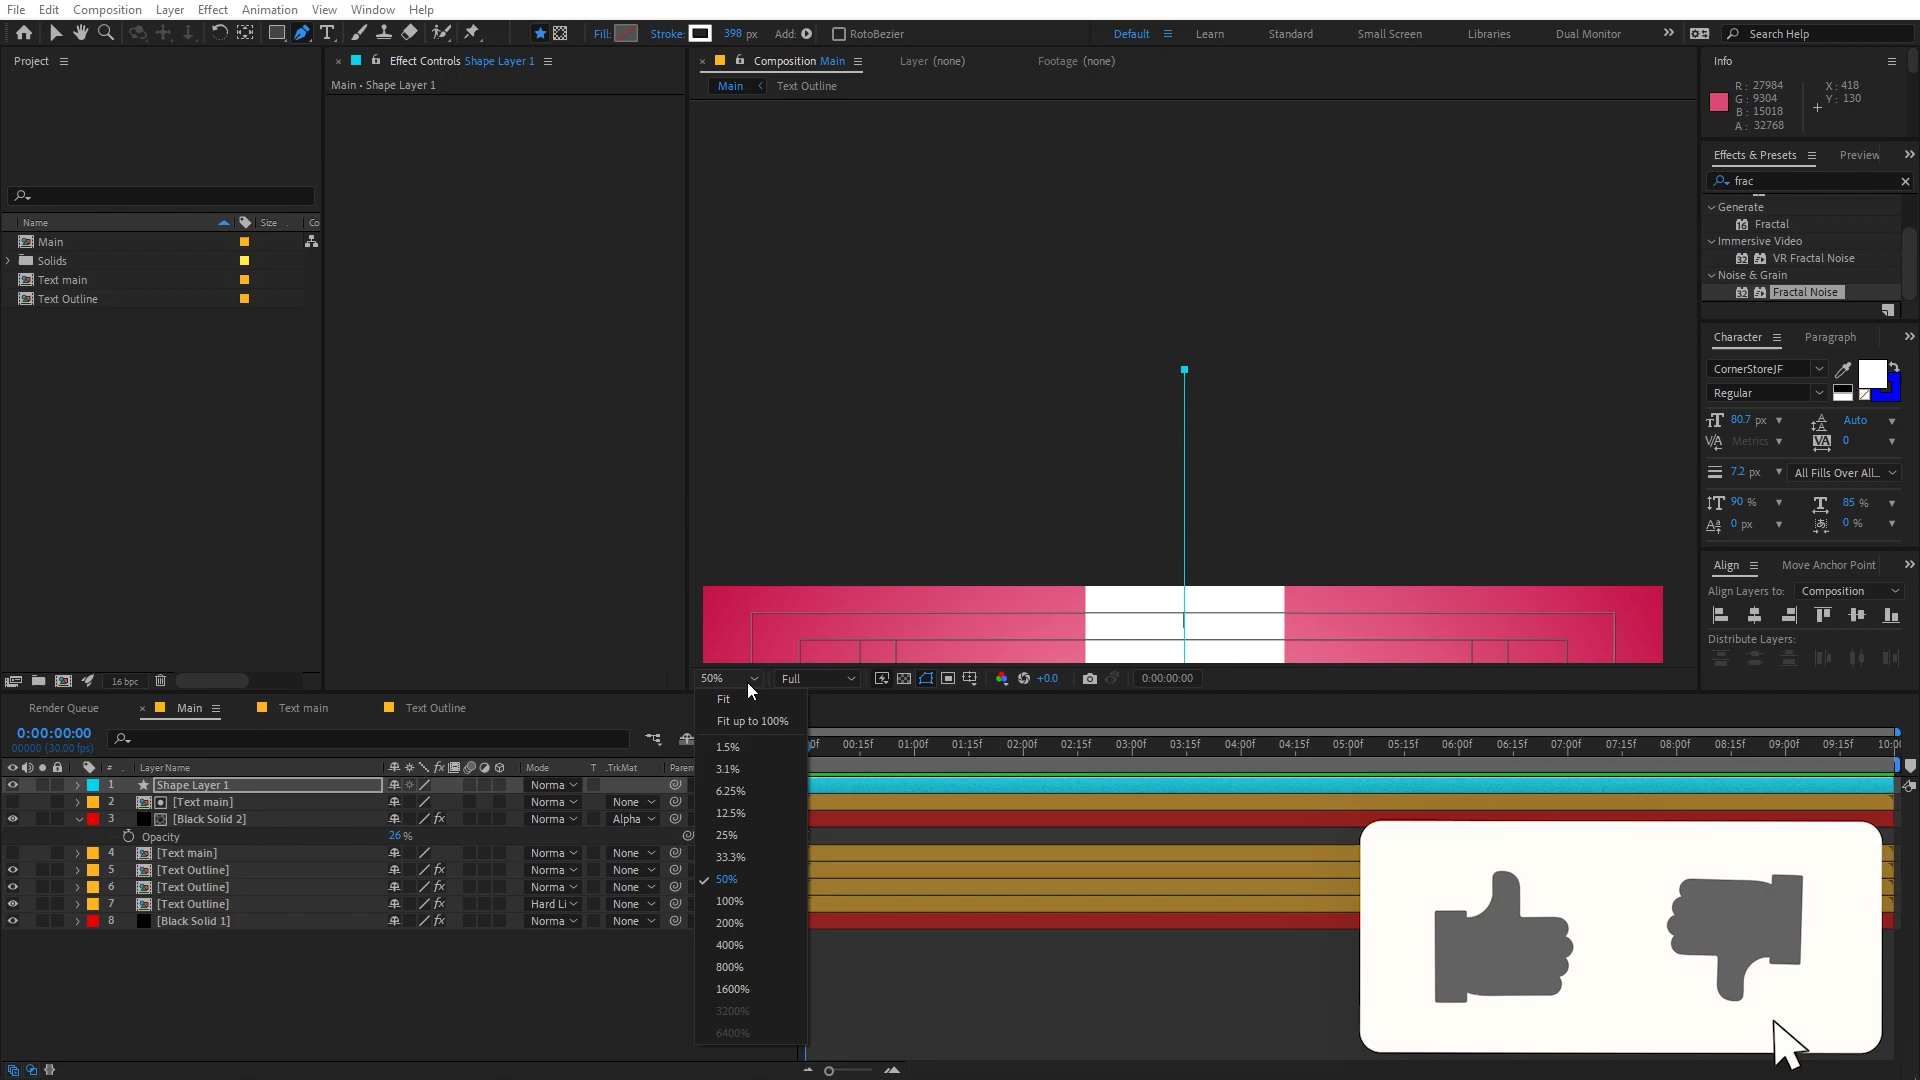 File Edit Composition Layer Effect Animation View Window Help
Fill: Stroke: 398 px Add: RotoBezier
Default Learn Standard Small Screen Libraries Dual Monitor Search Help
Project
Effect Controls Shape Layer 1
Main • Shape Layer 1
Composition Main
Layer (none)
Footage (none)
Main Text Outline
Info
R: 27984
G: 9304
B: 15018
A: 32768
X: 418
Y: 130
Effects & Presets Preview
frac
Generate
Fractal
Immersive Video
VR Fractal Noise
Noise & Grain
Fractal Noise
Name Size Co
Main
Solids
Text main
Text Outline
Character Paragraph
CornerStoreJF
Regular
80.7 px Auto
Metrics 0
7.2 px All Fills Over All...
90 % 85 %
0 px 0 %
Align Move Anchor Point
Align Layers to: Composition
Distribute Layers:
16 bpc
50% Full +0.0 0:00:00:00
Fit
Fit up to 100%
1.5%
3.1%
6.25%
12.5%
25%
33.3%
50%
100%
200%
400%
800%
1600%
3200%
6400%
Render Queue Main Text main Text Outline
0:00:00:00
00000 (30.00 fps)
0f 00:15f 01:00f 01:15f 02:00f 02:15f 03:00f 03:15f 04:00f 04:15f 05:00f 05:15f 06:00f 06:15f 07:00f 07:15f 08:00f 08:15f 09:00f 09:15f 10:0
# Layer Name Mode T .TrkMat Paren
1 Shape Layer 1 Norma
2 [Text main] Norma None
3 [Black Solid 2] Norma Alpha
Opacity 26 %
4 [Text main] Norma None
5 [Text Outline] Norma None
6 [Text Outline] Norma None
7 [Text Outline] Hard Li None
8 [Black Solid 1] Norma None